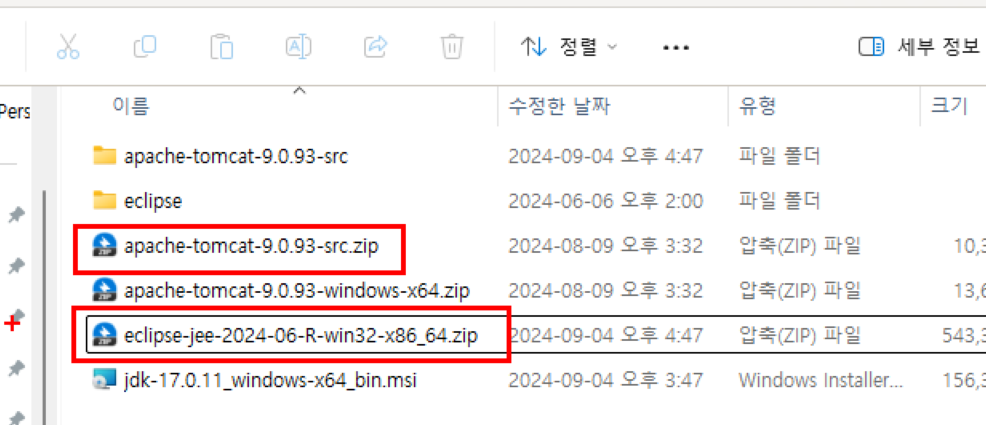 정렬 ... 세부 정보
Pers 이름 수정한 날짜 유형 크기
apache-tomcat-9.0.93-src 2024-09-04 오후 4:47 파일 폴더
eclipse 2024-06-06 오후 2:00 파일 폴더
apache-tomcat-9.0.93-src.zip 2024-08-09 오후 3:32 압축(ZIP) 파일 10,3
apache-tomcat-9.0.93-windows-x64.zip 2024-08-09 오후 3:32 압축(ZIP) 파일 13,6
eclipse-jee-2024-06-R-win32-x86_64.zip 2024-09-04 오후 4:47 압축(ZIP) 파일 543,3
jdk-17.0.11_windows-x64_bin.msi 2024-09-04 오후 3:47 Windows Installer... 156,3